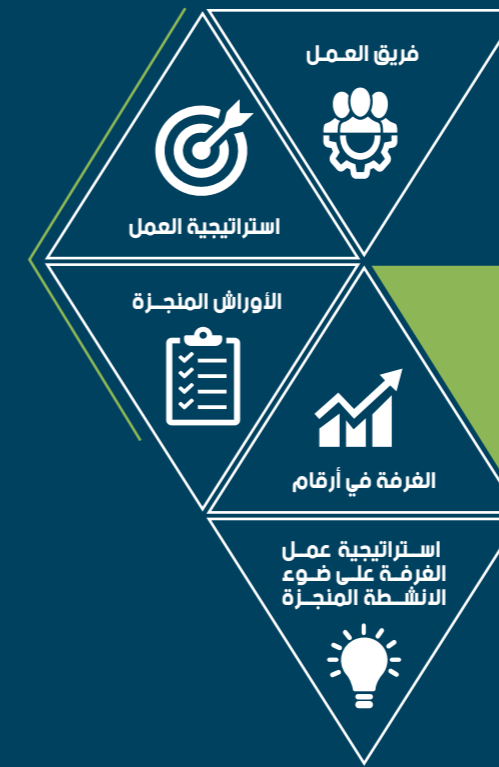 فريق العمل
استراتيجية العمل
الأوراش المنجزة
الغرفة في أرقام
استراتيجية عمل
الغرفة على ضوء
الانشطة المنجزة